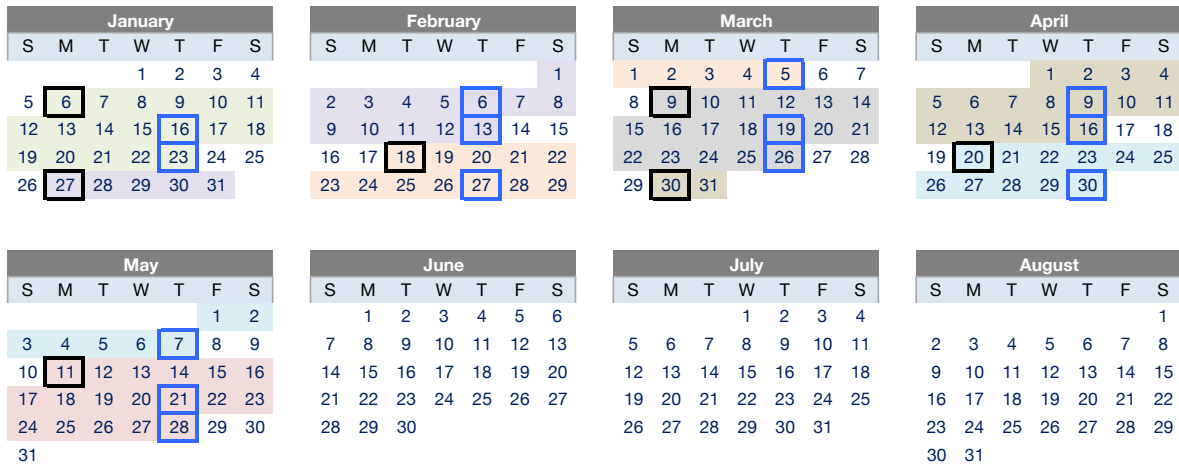 January
S M T W T F S
1 2 3 4
5 6 7 8 9 10 11
12 13 14 15 16 17 18
19 20 21 22 23 24 25
26 27 28 29 30 31
February
S M T W T F S
1
2 3 4 5 6 7 8
9 10 11 12 13 14 15
16 17 18 19 20 21 22
23 24 25 26 27 28 29
March
S M T W T F S
1 2 3 4 5 6 7
8 9 10 11 12 13 14
15 16 17 18 19 20 21
22 23 24 25 26 27 28
29 30 31
April
S M T W T F S
1 2 3 4
5 6 7 8 9 10 11
12 13 14 15 16 17 18
19 20 21 22 23 24 25
26 27 28 29 30
May
S M T W T F S
1 2
3 4 5 6 7 8 9
10 11 12 13 14 15 16
17 18 19 20 21 22 23
24 25 26 27 28 29 30
31
June
S M T W T F S
1 2 3 4 5 6
7 8 9 10 11 12 13
14 15 16 17 18 19 20
21 22 23 24 25 26 27
28 29 30
July
S M T W T F S
1 2 3 4
5 6 7 8 9 10 11
12 13 14 15 16 17 18
19 20 21 22 23 24 25
26 27 28 29 30 31
August
S M T W T F S
1
2 3 4 5 6 7 8
9 10 11 12 13 14 15
16 17 18 19 20 21 22
23 24 25 26 27 28 29
30 31